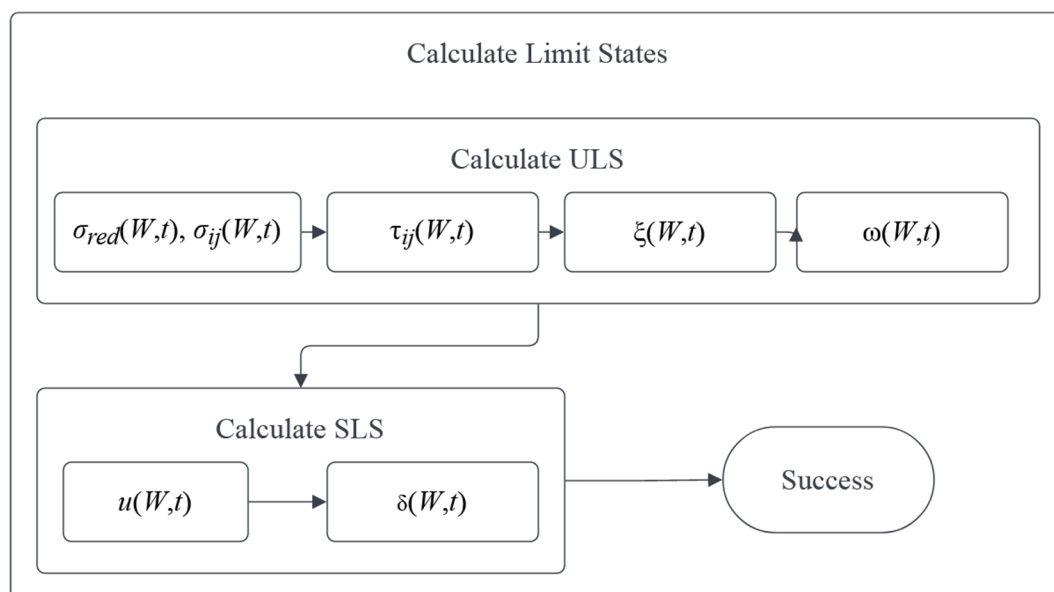 Calculate Limit States
Calculate ULS
σred(W,t), σij(W,t)
τij(W,t)
ξ(W,t)
ω(W,t)
Calculate SLS
u(W,t)
δ(W,t)
Success